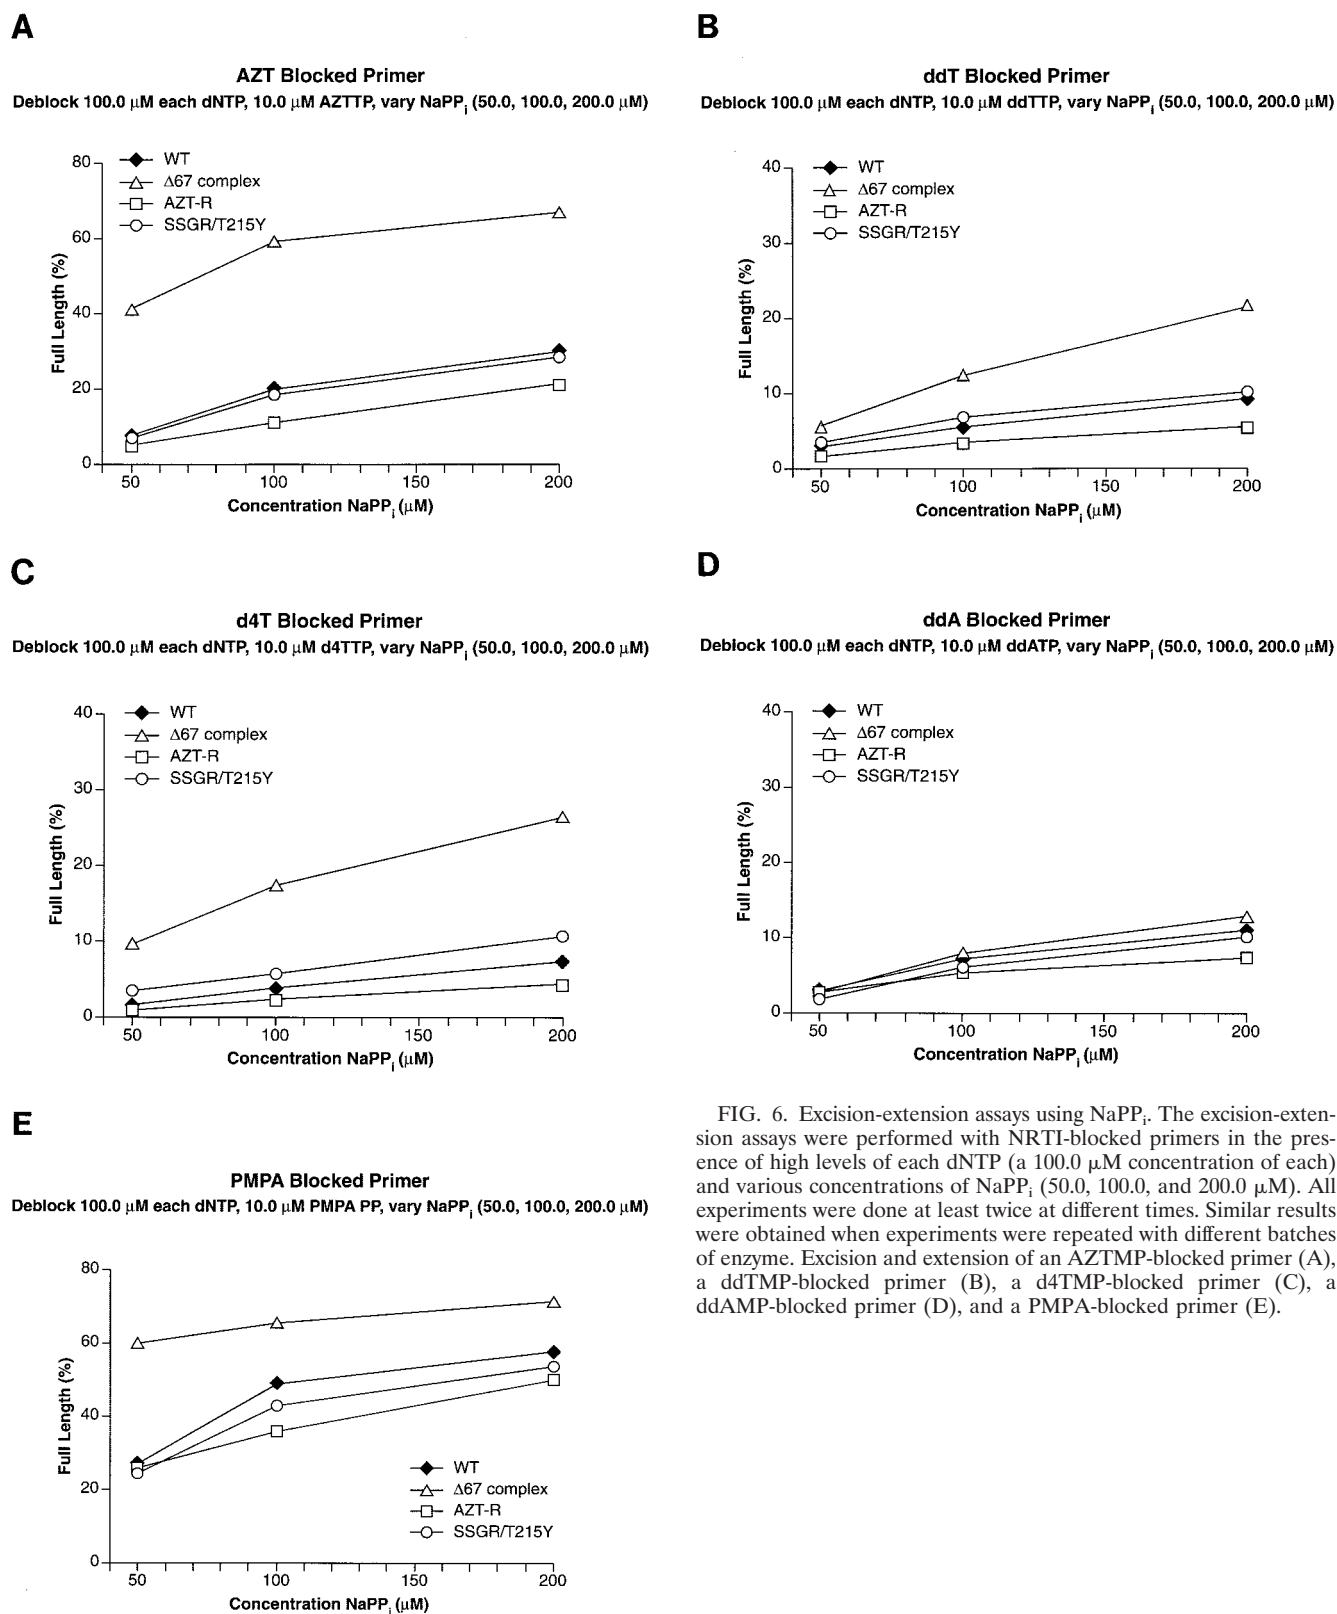 A
AZT Blocked Primer
Deblock 100.0 μM each dNTP, 10.0 μM AZTTP, vary NaPPi (50.0, 100.0, 200.0 μM)
WT
Δ67 complex
AZT-R
SSGR/T215Y
80
60
40
20
0
Full Length (%)
50
100
150
200
Concentration NaPPi (μM)
B
ddT Blocked Primer
Deblock 100.0 μM each dNTP, 10.0 μM ddTTP, vary NaPPi (50.0, 100.0, 200.0 μM)
WT
Δ67 complex
AZT-R
SSGR/T215Y
40
30
20
10
0
Full Length (%)
50
100
150
200
Concentration NaPPi (μM)
C
d4T Blocked Primer
Deblock 100.0 μM each dNTP, 10.0 μM d4TTP, vary NaPPi (50.0, 100.0, 200.0 μM)
WT
Δ67 complex
AZT-R
SSGR/T215Y
40
30
20
10
0
Full Length (%)
50
100
150
200
Concentration NaPPi (μM)
D
ddA Blocked Primer
Deblock 100.0 μM each dNTP, 10.0 μM ddATP, vary NaPPi (50.0, 100.0, 200.0 μM)
WT
Δ67 complex
AZT-R
SSGR/T215Y
40
30
20
10
0
Full Length (%)
50
100
150
200
Concentration NaPPi (μM)
E
PMPA Blocked Primer
Deblock 100.0 μM each dNTP, 10.0 μM PMPA PP, vary NaPPi (50.0, 100.0, 200.0 μM)
80
60
40
20
0
Full Length (%)
WT
Δ67 complex
AZT-R
SSGR/T215Y
50
100
150
200
Concentration NaPPi (μM)
FIG. 6. Excision-extension assays using NaPPi. The excision-exten-
sion assays were performed with NRTI-blocked primers in the pres-
ence of high levels of each dNTP (a 100.0 μM concentration of each)
and various concentrations of NaPPi (50.0, 100.0, and 200.0 μM). All
experiments were done at least twice at different times. Similar results
were obtained when experiments were repeated with different batches
of enzyme. Excision and extension of an AZTMP-blocked primer (A),
a ddTMP-blocked primer (B), a d4TMP-blocked primer (C), a
ddAMP-blocked primer (D), and a PMPA-blocked primer (E).